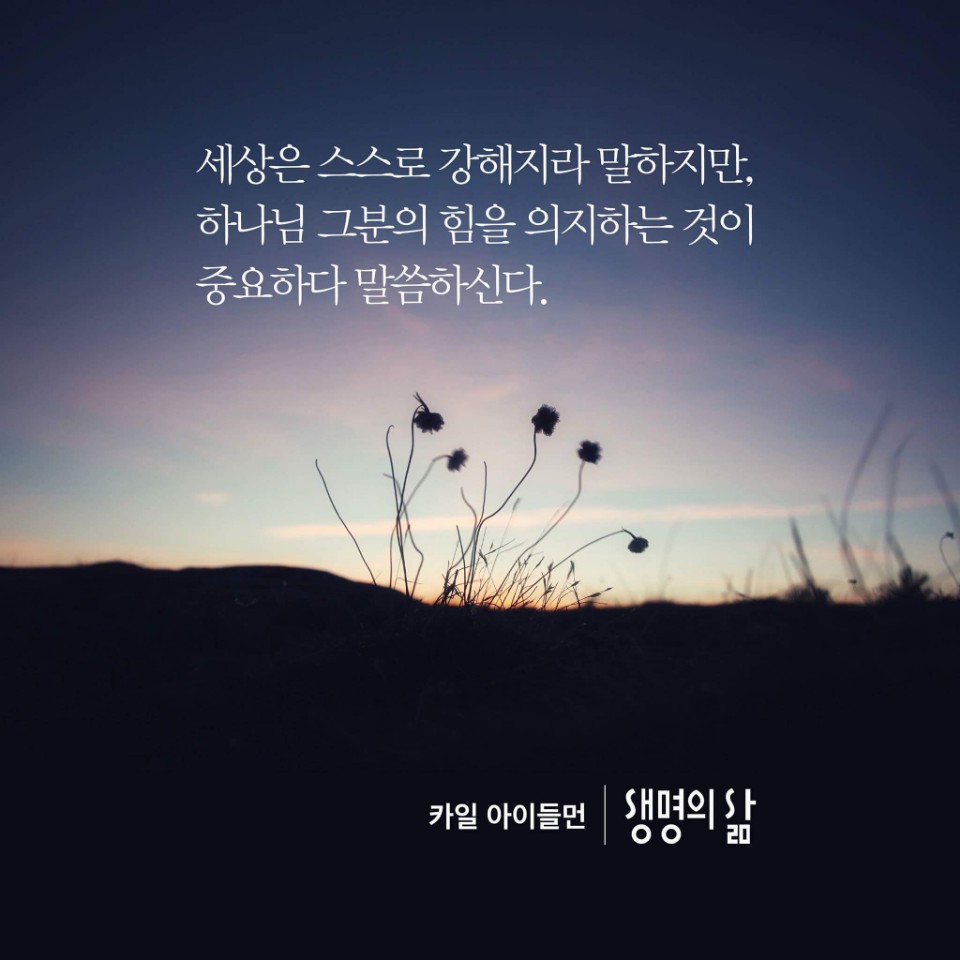 세상은 스스로 강해지라 말하지만,
하나님 그분의 힘을 의지하는 것이
중요하다 말씀하신다.
카일 아이들먼 | 생명의 삶